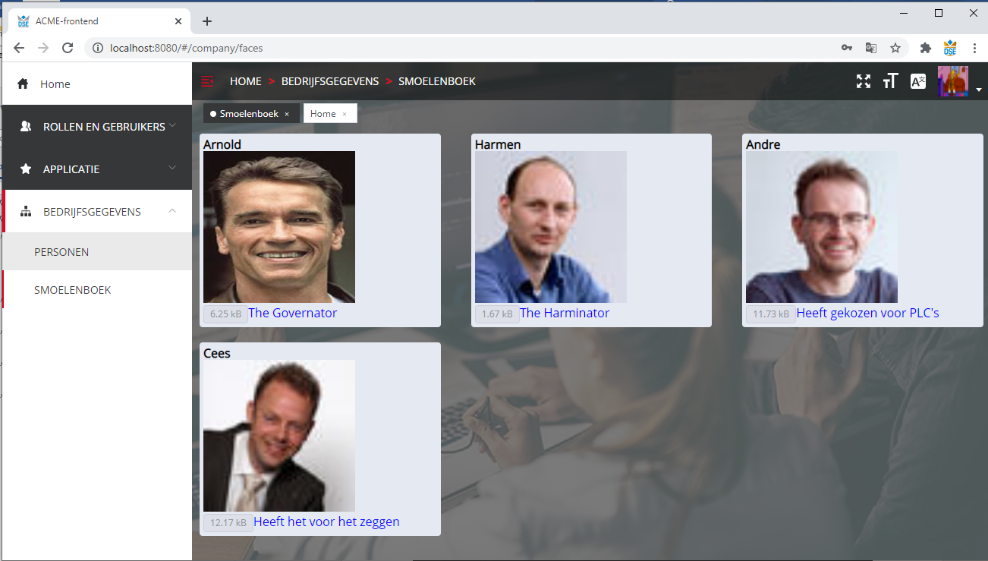 ACME-frontend
localhost:8080/#/company/faces
DSE
Home
HOME > BEDRIJFSGEGEVENS > SMOELENBOEK
ROLLEN EN GEBRUIKERS
APPLICATIE
BEDRIJFSGEGEVENS
PERSONEN
SMOELENBOEK
Smoelenboek ×
Home ×
Arnold
6.25 kB The Governator
Harmen
1.67 kB The Harminator
Andre
11.73 kB Heeft gekozen voor PLC's
Cees
12.17 kB Heeft het voor het zeggen